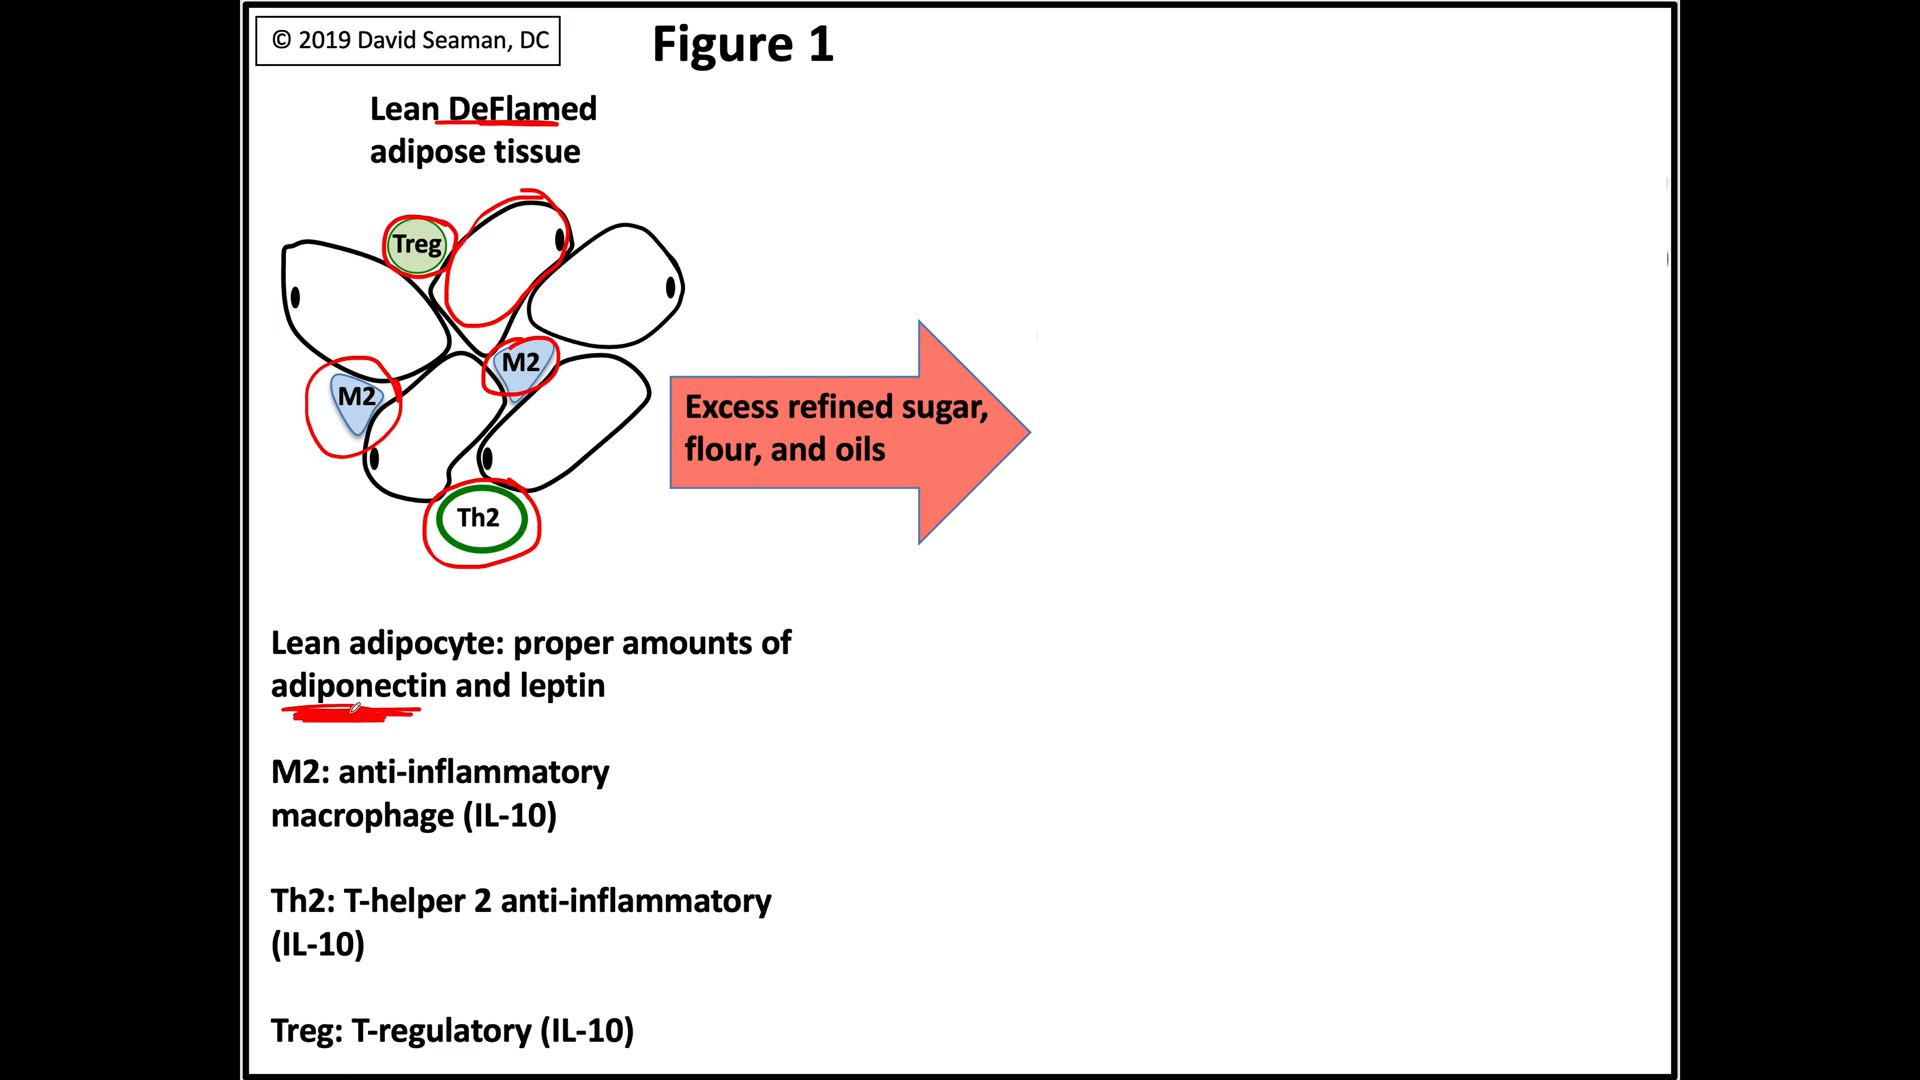 © 2019 David Seaman, DC
Figure 1
Lean DeFlamed
adipose tissue
Treg
M2
M2
Th2
Excess refined sugar,
flour, and oils
Lean adipocyte: proper amounts of
adiponectin and leptin
M2: anti-inflammatory
macrophage (IL-10)
Th2: T-helper 2 anti-inflammatory
(IL-10)
Treg: T-regulatory (IL-10)